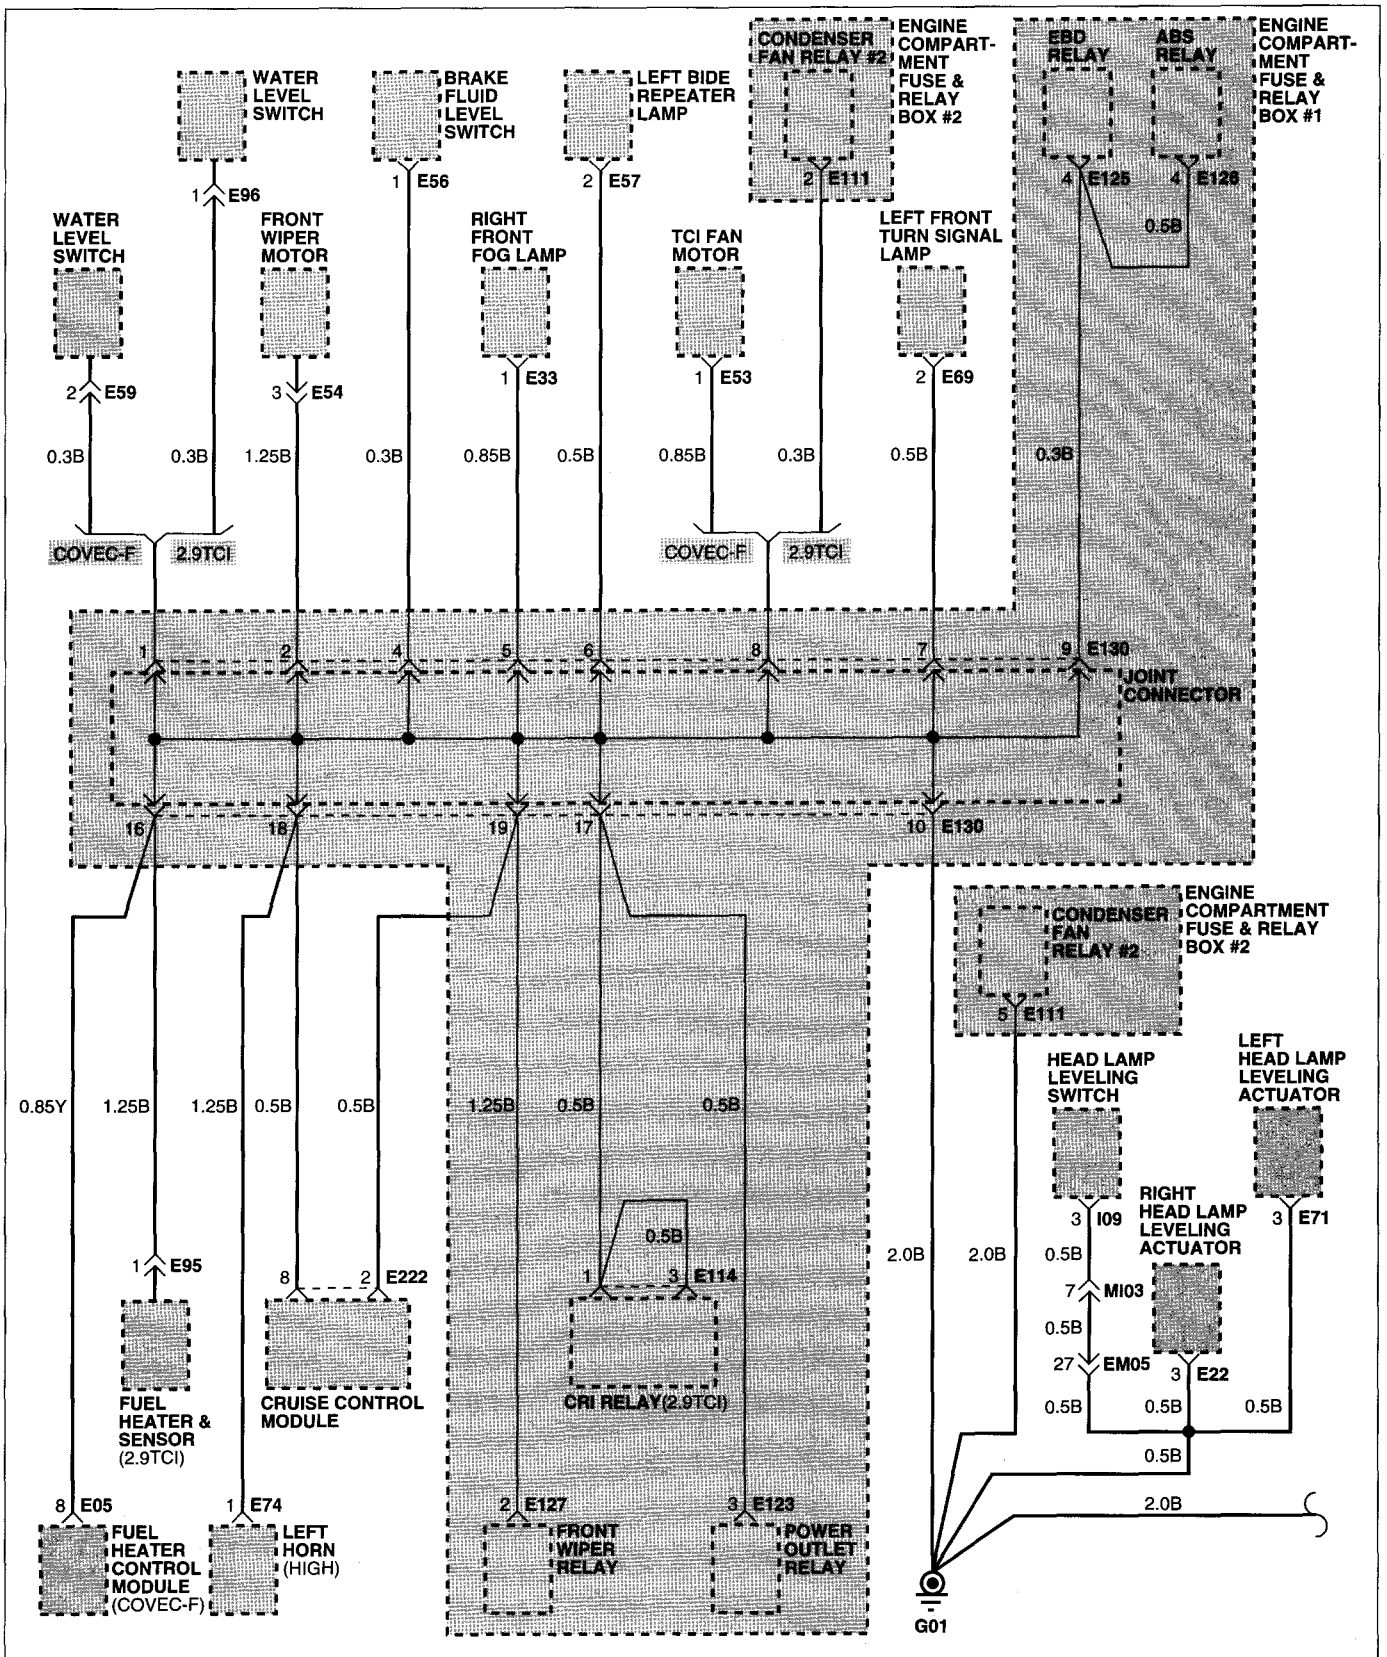 WATER
LEVEL
SWITCH
BRAKE
FLUID
LEVEL
SWITCH
LEFT BIDE
REPEATER
LAMP
CONDENSER
FAN RELAY #2
ENGINE
COMPART-
MENT
FUSE &
RELAY
BOX #2
EBD
RELAY
ABS
RELAY
ENGINE
COMPART-
MENT
FUSE &
RELAY
BOX #1
1 E96
1 E56
2 E57
2 E111
4 E125
4 E126
0.5B
WATER
LEVEL
SWITCH
FRONT
WIPER
MOTOR
RIGHT
FRONT
FOG LAMP
TCI FAN
MOTOR
LEFT FRONT
TURN SIGNAL
LAMP
2 E59
3 E54
1 E33
1 E53
2 E69
0.3B
0.3B
1.25B
0.3B
0.85B
0.5B
0.85B
0.3B
0.5B
0.3B
COVEC-F
2.9TCI
COVEC-F
2.9TCI
1
2
4
5
6
8
7
9 E130
JOINT
CONNECTOR
16
18
19
17
10 E130
CONDENSER
FAN
RELAY #2
ENGINE
COMPARTMENT
FUSE & RELAY
BOX #2
5 E111
0.85Y
1.25B
1.25B
0.5B
0.5B
1.25B
0.5B
0.5B
HEAD LAMP
LEVELING
SWITCH
LEFT
HEAD LAMP
LEVELING
ACTUATOR
RIGHT
HEAD LAMP
LEVELING
ACTUATOR
3 I09
3 E71
0.5B
2.0B
2.0B
0.5B
1 E95
8
2 E222
1
3 E114
7 MI03
0.5B
27 EM05
3 E22
0.5B
0.5B
0.5B
0.5B
FUEL
HEATER &
SENSOR
(2.9TCI)
CRUISE CONTROL
MODULE
CRI RELAY(2.9TCI)
2.0B
8 E05
1 E74
2 E127
3 E123
FUEL
HEATER
CONTROL
MODULE
(COVEC-F)
LEFT
HORN
(HIGH)
FRONT
WIPER
RELAY
POWER
OUTLET
RELAY
G01